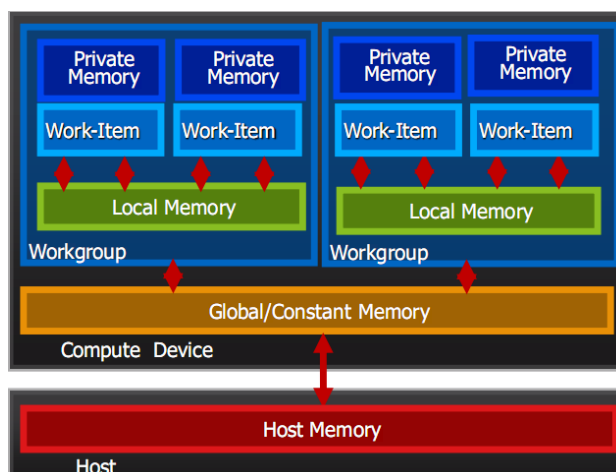 Private
Memory
Private
Memory
Private
Memory
Private
Memory
Work-Item
Work-Item
Work-Item
Work-Item
Local Memory
Local Memory
Workgroup
Workgroup
Global/Constant Memory
Compute Device
Host Memory
Host